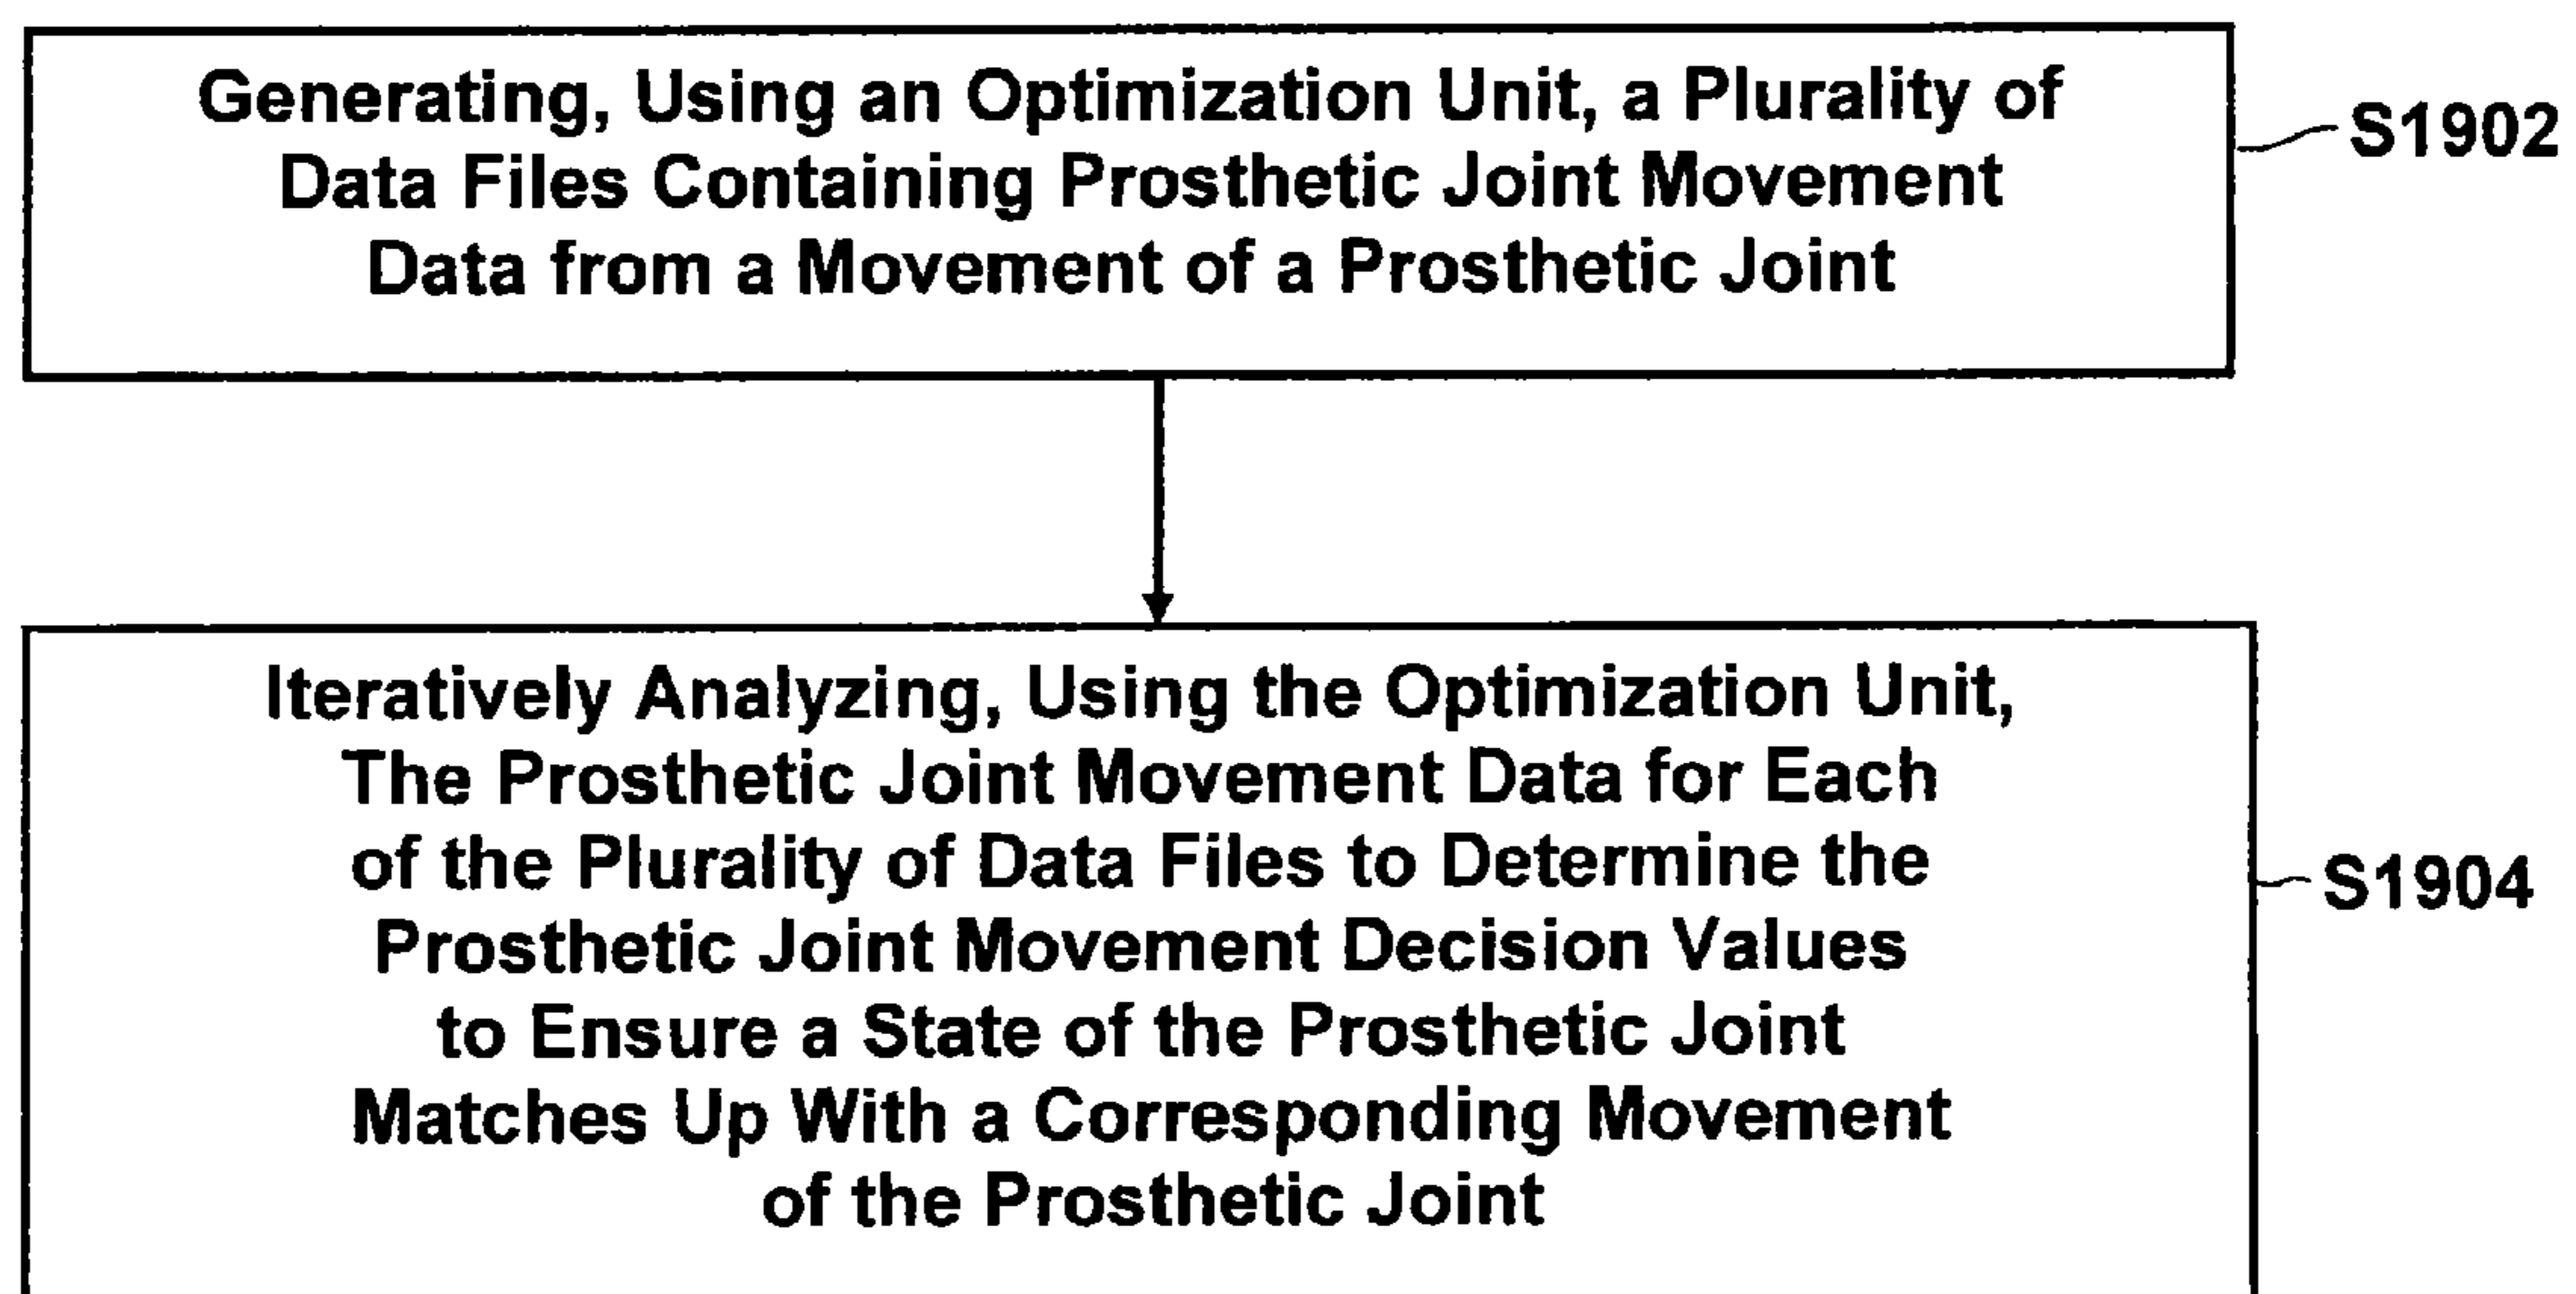 Generating, Using an Optimization Unit, a Plurality of
Data Files Containing Prosthetic Joint Movement
Data from a Movement of a Prosthetic Joint
S1902
Iteratively Analyzing, Using the Optimization Unit,
The Prosthetic Joint Movement Data for Each
of the Plurality of Data Files to Determine the
Prosthetic Joint Movement Decision Values
to Ensure a State of the Prosthetic Joint
Matches Up With a Corresponding Movement
of the Prosthetic Joint
S1904